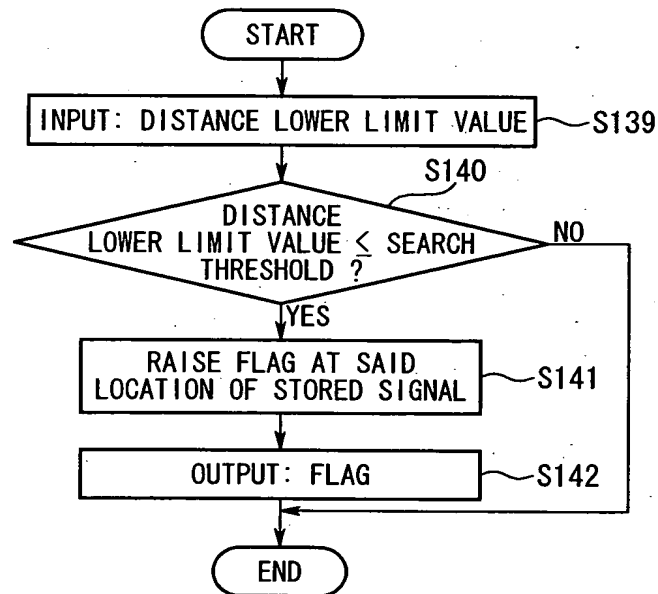 START
INPUT: DISTANCE LOWER LIMIT VALUE
S139
S140
DISTANCE
LOWER LIMIT VALUE ≤ SEARCH
THRESHOLD ?
NO
YES
RAISE FLAG AT SAID
LOCATION OF STORED SIGNAL
S141
OUTPUT: FLAG
S142
END